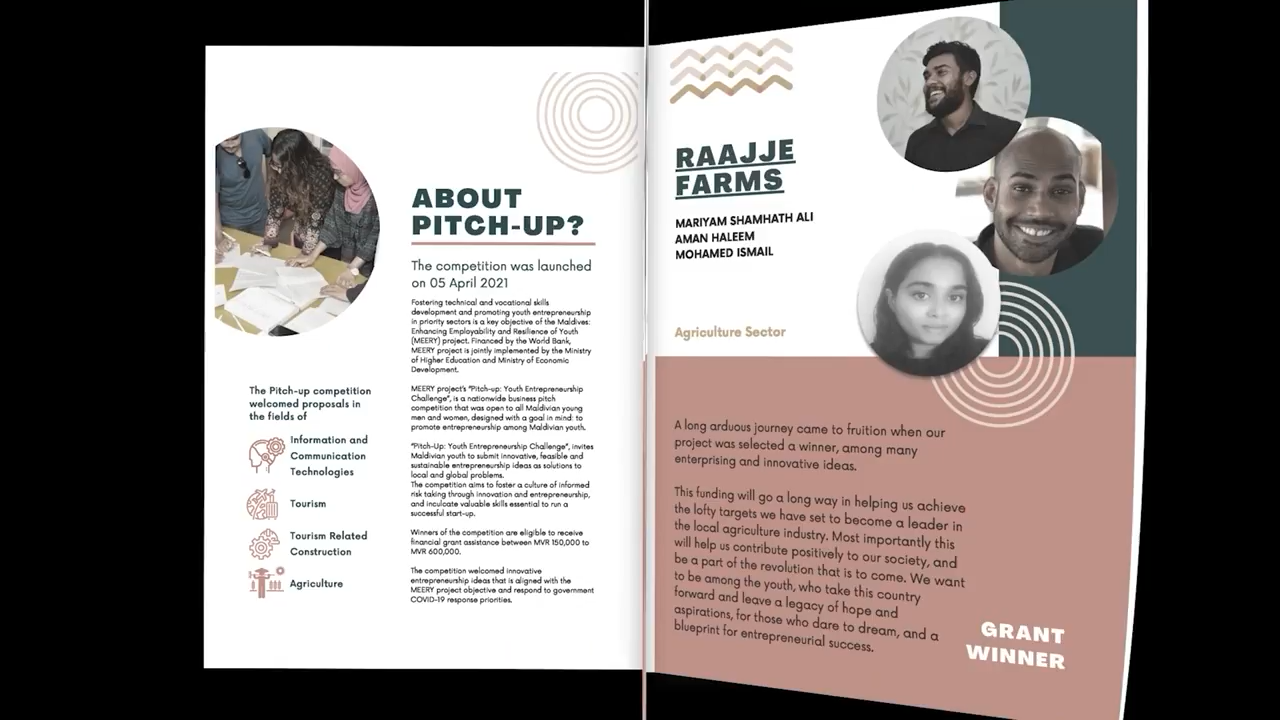 ABOUT
PITCH-UP?
The competition was launched
on 05 April 2021
Fostering technical and vocational skills
development and promoting youth entrepreneurship
in priority sectors is a key objective of the Maldives:
Enhancing Employability and Resilience of Youth
(MEERY) project. Financed by the World Bank,
MEERY project is jointly implemented by the Ministry
of Higher Education and Ministry of Economic
Development.
MEERY project's "Pitch-up: Youth Entrepreneurship
Challenge", is a nationwide business pitch
competition that was open to all Maldivian young
men and women, designed with a goal in mind: to
promote entrepreneurship among Maldivian youth.
"Pitch-Up: Youth Entrepreneurship Challenge", invites
Maldivian youth to submit innovative, feasible and
sustainable entrepreneurship ideas as solutions to
local and global problems.
The competition aims to foster a culture of informed
risk taking through innovation and entrepreneurship,
and inculcate valuable skills essential to run a
successful start-up.
Winners of the competition are eligible to receive
financial grant assistance between MVR 150,000 to
MVR 600,000.
The competition welcomed innovative
entrepreneurship ideas that is aligned with the
MEERY project objective and respond to government
COVID-19 response priorities.
The Pitch-up competition
welcomed proposals in
the fields of
Information and
Communication
Technologies
Tourism
Tourism Related
Construction
Agriculture
RAAJJE
FARMS
MARIYAM SHAMHATH ALI
AMAN HALEEM
MOHAMED ISMAIL
Agriculture Sector
A long arduous journey came to fruition when our
project was selected a winner, among many
enterprising and innovative ideas.
This funding will go a long way in helping us achieve
the lofty targets we have set to become a leader in
the local agriculture industry. Most importantly this
will help us contribute positively to our society, and
be a part of the revolution that is to come. We want
to be among the youth, who take this country
forward and leave a legacy of hope and
aspirations, for those who dare to dream, and a
blueprint for entrepreneurial success.
GRANT
WINNER